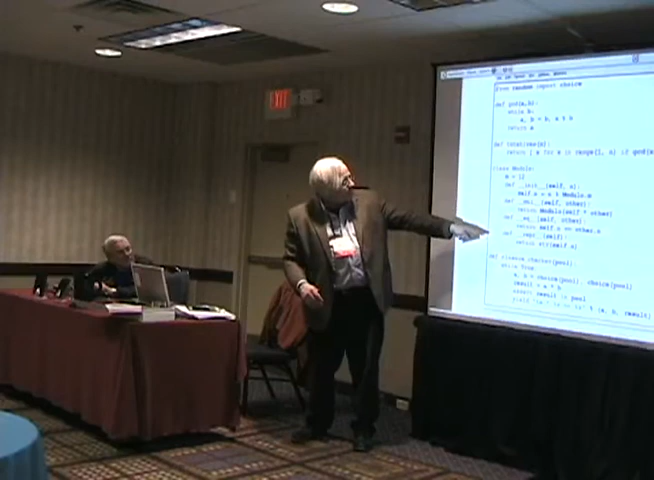 from random import choice
def gcd(a,b):
while b:
a, b = b, a % b
return a
def totatives(n):
return [ x for x in range(1, n) if gcd(x
class Modulo:
m = 12
def __init__(self, n):
self.n = n % Modulo.m
def __mul__(self, other):
return Modulo(self.n * other
def __eq__(self, other):
return self.n == other.n
def __repr__(self):
return str(self.n)
def closure_checker(pool):
while True:
a, b = choice(pool), choice(pool)
result = a * b
assert result in pool
(a, b, result)